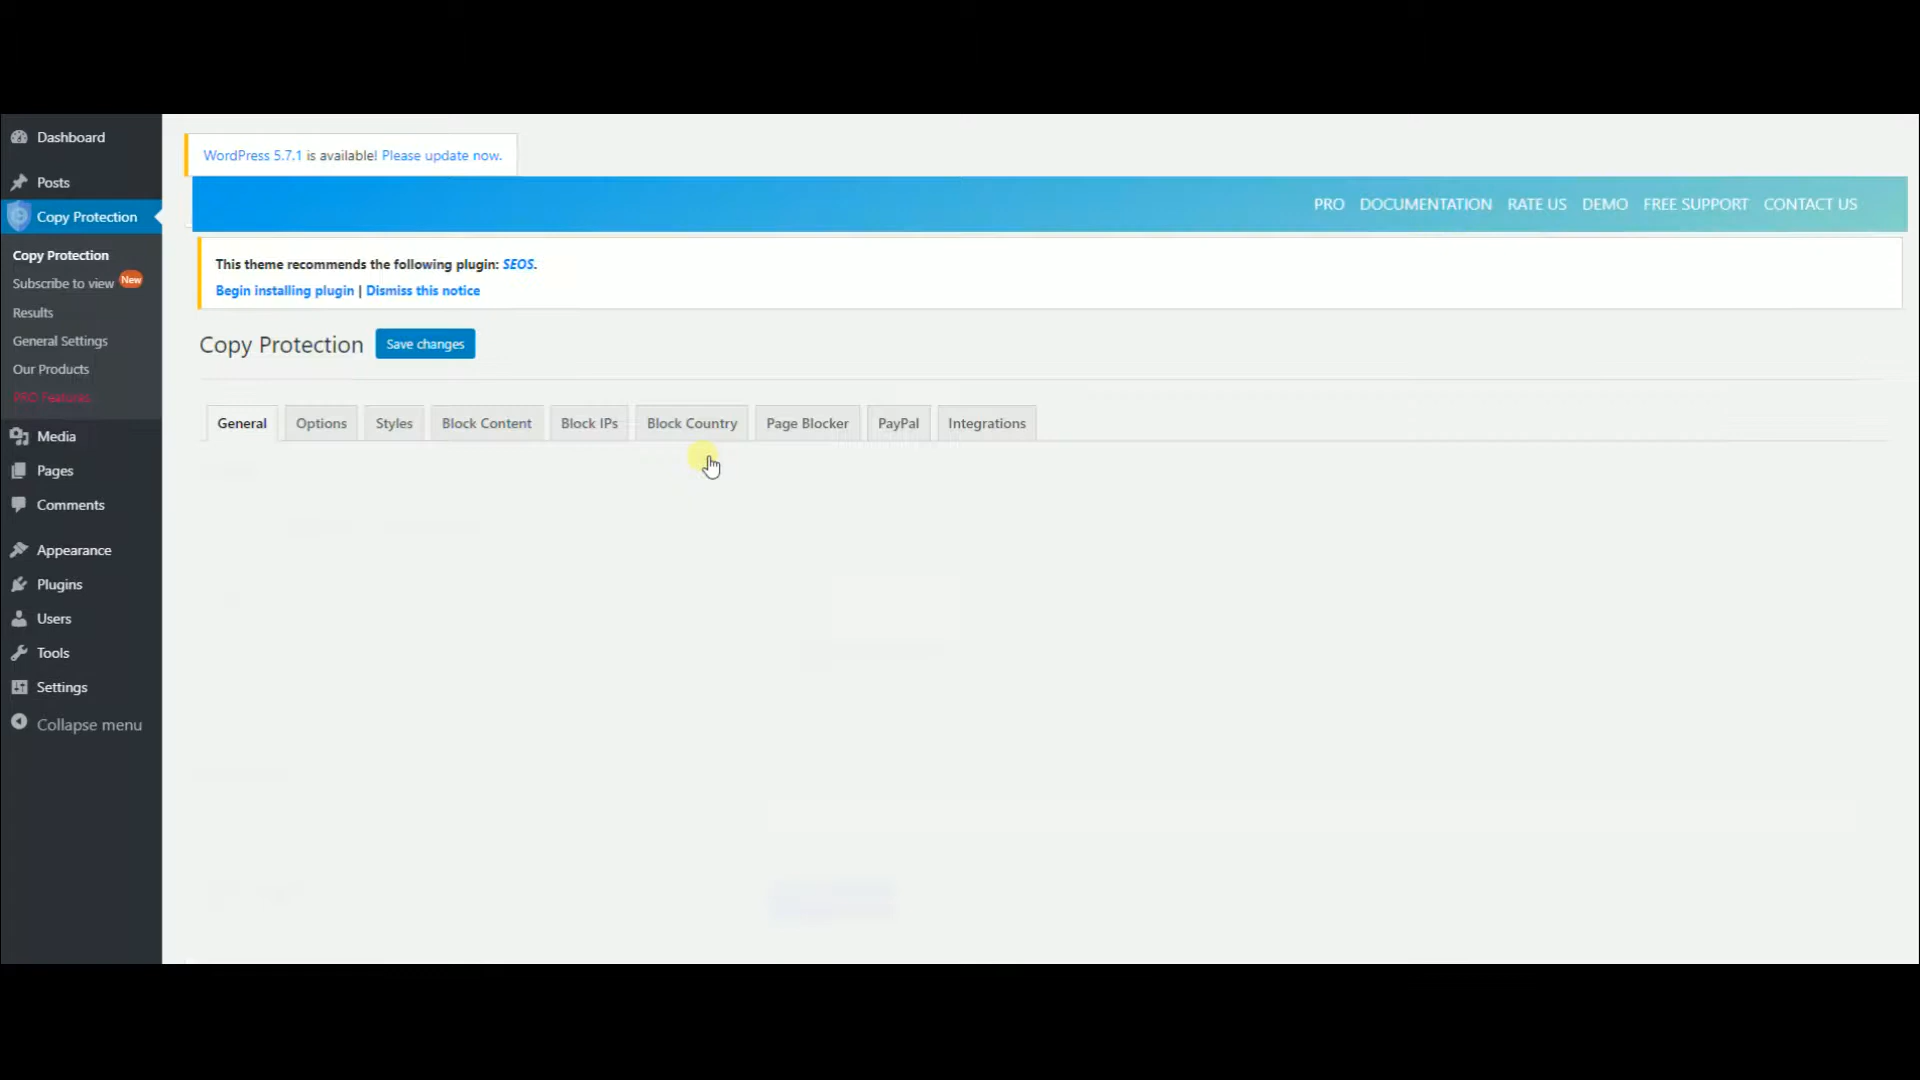 Dashboard
Posts
Copy Protection
Copy Protection
Subscribe to view New
Results
General Settings
Our Products
PRO Features
Media
Pages
Comments
Appearance
Plugins
Users
Tools
Settings
Collapse menu
WordPress 5.7.1 is available! Please update now.
PRO DOCUMENTATION RATE US DEMO FREE SUPPORT CONTACT US
This theme recommends the following plugin: SEOS.
Begin installing plugin | Dismiss this notice
Copy Protection Save changes
General Options Styles Block Content Block IPs Block Country Page Blocker PayPal Integrations